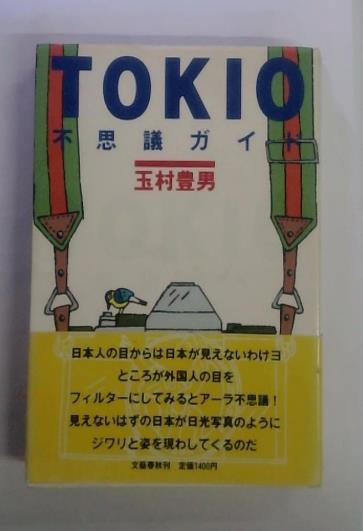 TOKIO
不思議ガイド
玉村豊男
日本人の目からは日本が見えないわけヨ
ところが外国人の目を
フィルターにしてみるとアーラ不思議！
見えないはずの日本が日光写真のように
ジワリと姿を現わしてくるのだ
文藝春秋刊 定価1400円